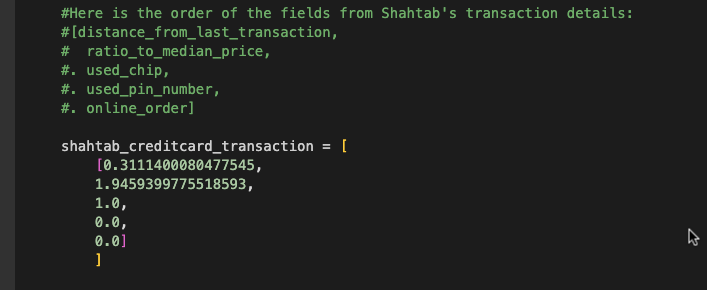 #Here is the order of the fields from Shahtab's transaction details:
#[distance_from_last_transaction,
#  ratio_to_median_price,
#. used_chip,
#. used_pin_number,
#. online_order]
shahtab_creditcard_transaction = [
[0.3111400080477545,
1.9459399775518593,
1.0,
0.0,
0.0]
]